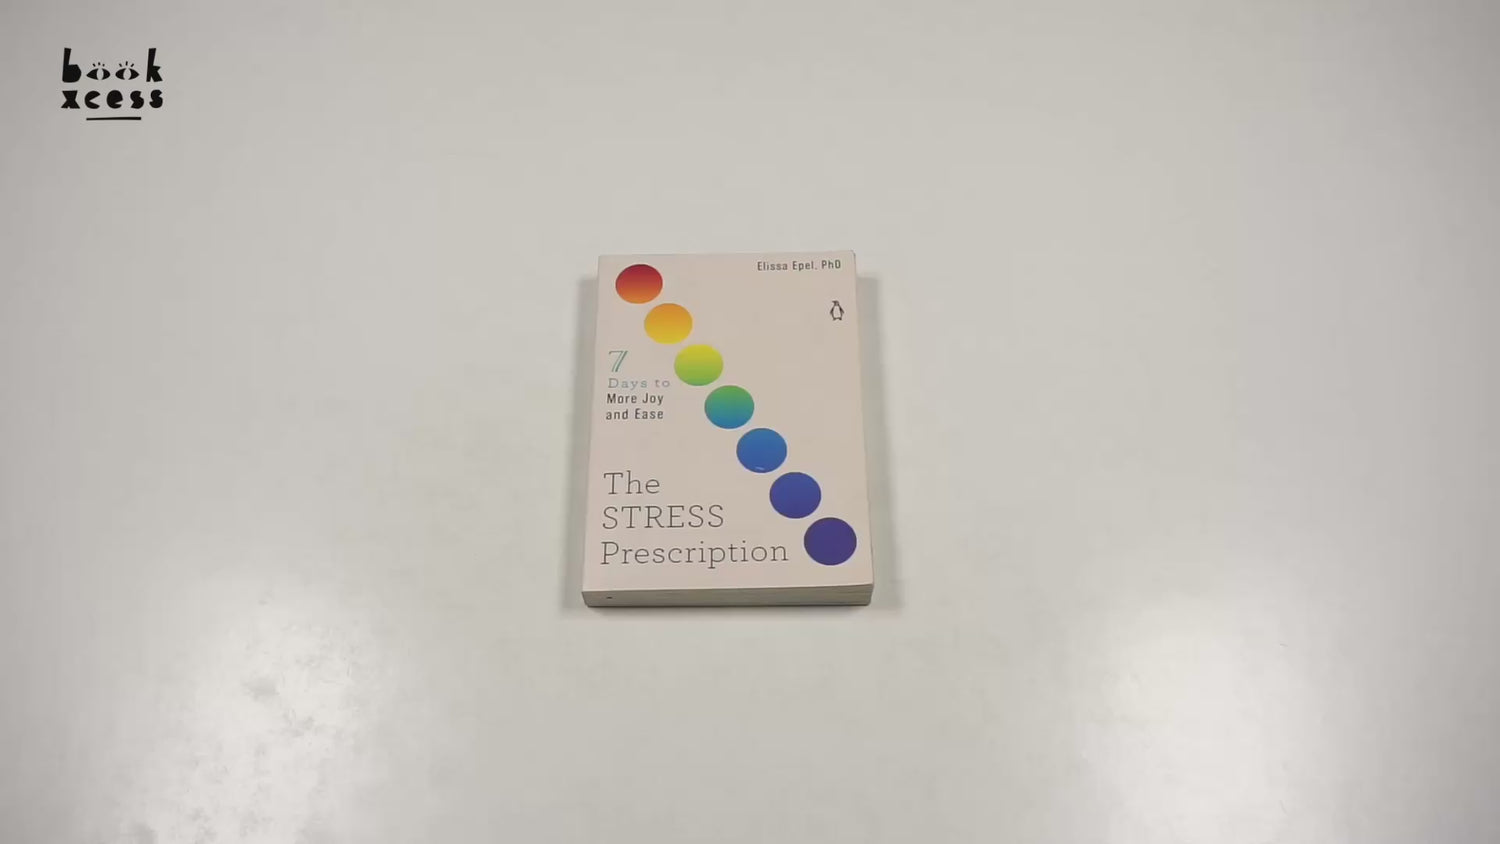 book
xcess
Elissa Epel, PhD
7
Days to
More Joy
and Ease
The
STRESS
Prescription